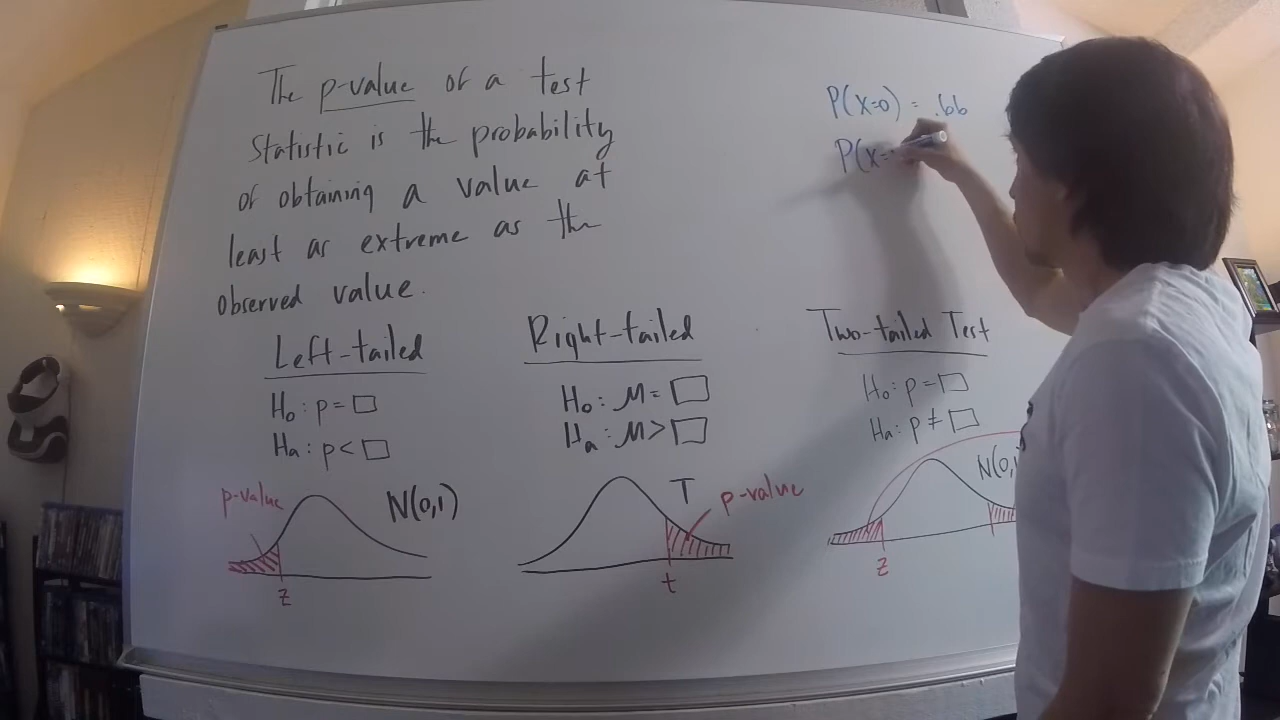 The p-value of a test
Statistic is the probability
of obtaining a value at
least as extreme as the
observed value.
P(x=0) = .66
P(x=
Left-tailed
H₀: p = □
Ha: p < □
p-value
N(0,1)
z
Right-tailed
H₀: μ = □
Ha: μ > □
T
p-value
t
Two-tailed Test
H₀: p = □
Ha: p ≠ □
N(0,1
z